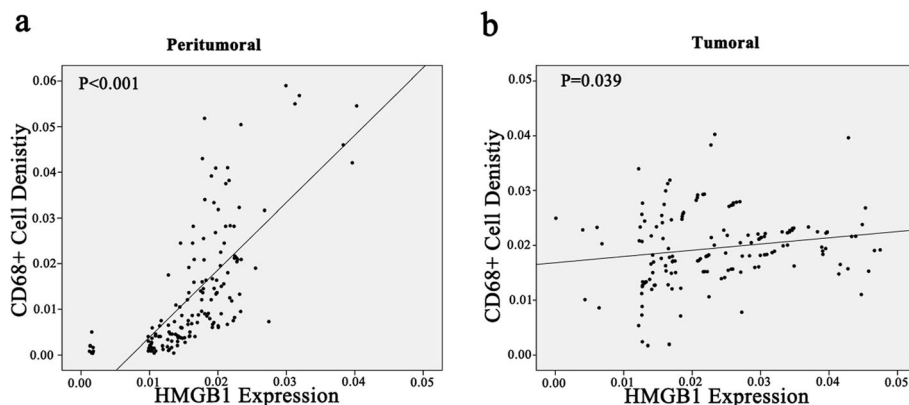 a
Peritumoral
P<0.001
CD68+ Cell Denistiy
0.06
0.05
0.04
0.03
0.02
0.01
0.00
0.00 0.01 0.02 0.03 0.04 0.05
HMGB1 Expression
b
Tumoral
P=0.039
CD68+ Cell Denistiy
0.05
0.04
0.03
0.02
0.01
0.00
0.00 0.01 0.02 0.03 0.04 0.05
HMGB1 Expression